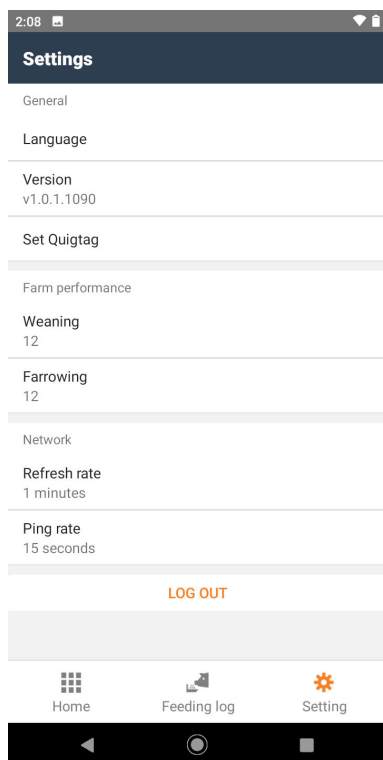 2:08
Settings
General
Language
Version
v1.0.1.1090
Set Quigtag
Farm performance
Weaning
12
Farrowing
12
Network
Refresh rate
1 minutes
Ping rate
15 seconds
LOG OUT
Home Feeding log Setting